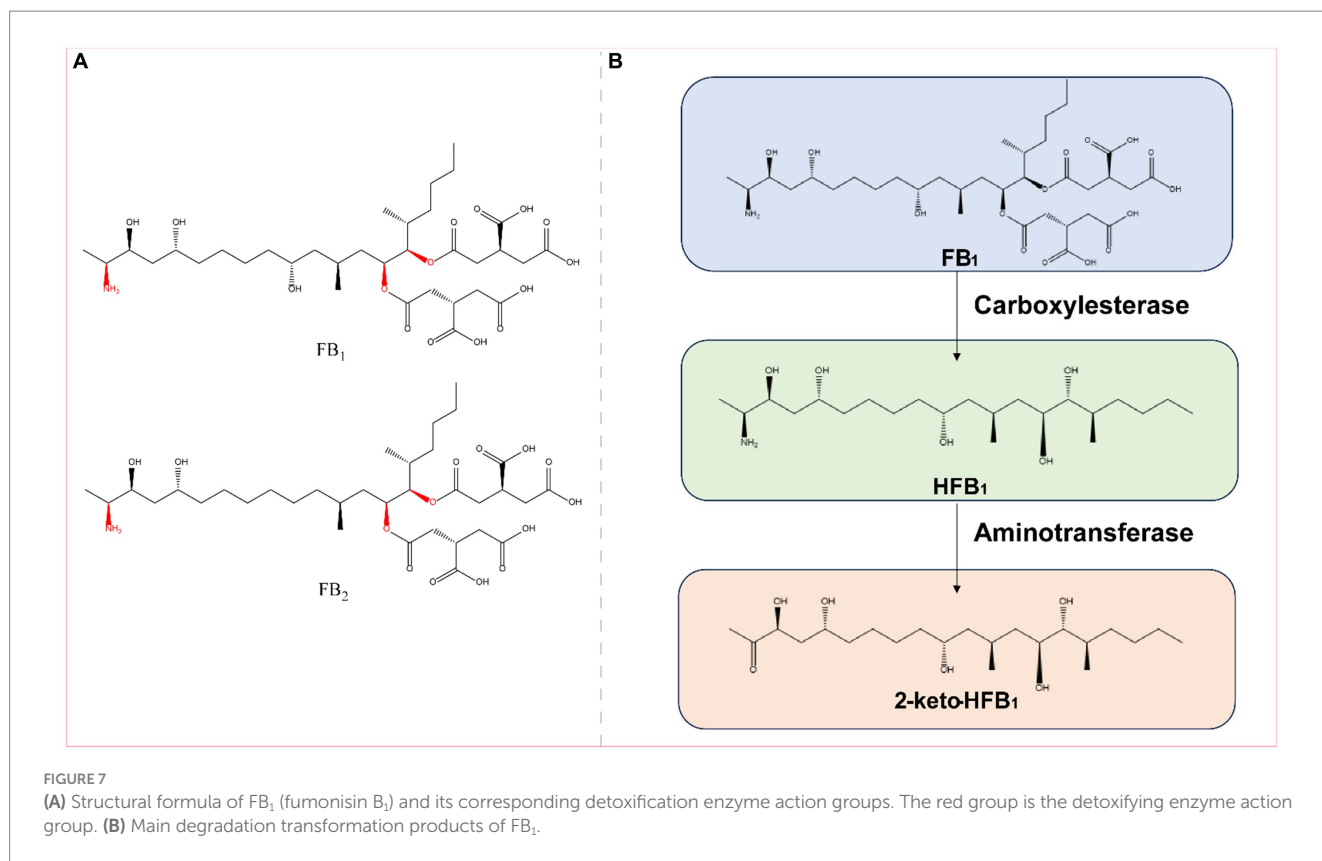 A
OH
OH
NH₂
OH
O
O
O
O
OH
O
OH
O
O
OH
O
OH
O
OH
FB₁
OH
OH
NH₂
O
O
O
O
OH
O
OH
O
O
OH
O
OH
O
OH
FB₂
B
OH
OH
NH₂
OH
O
O
O
O
OH
O
OH
O
O
OH
O
OH
O
OH
FB₁
Carboxylesterase
OH
OH
OH
NH₂
OH
OH
HFB₁
Aminotransferase
OH
OH
OH
O
OH
OH
2-keto-HFB₁
FIGURE 7
(A) Structural formula of FB₁ (fumonisin B₁) and its corresponding detoxification enzyme action groups. The red group is the detoxifying enzyme action
group. (B) Main degradation transformation products of FB₁.